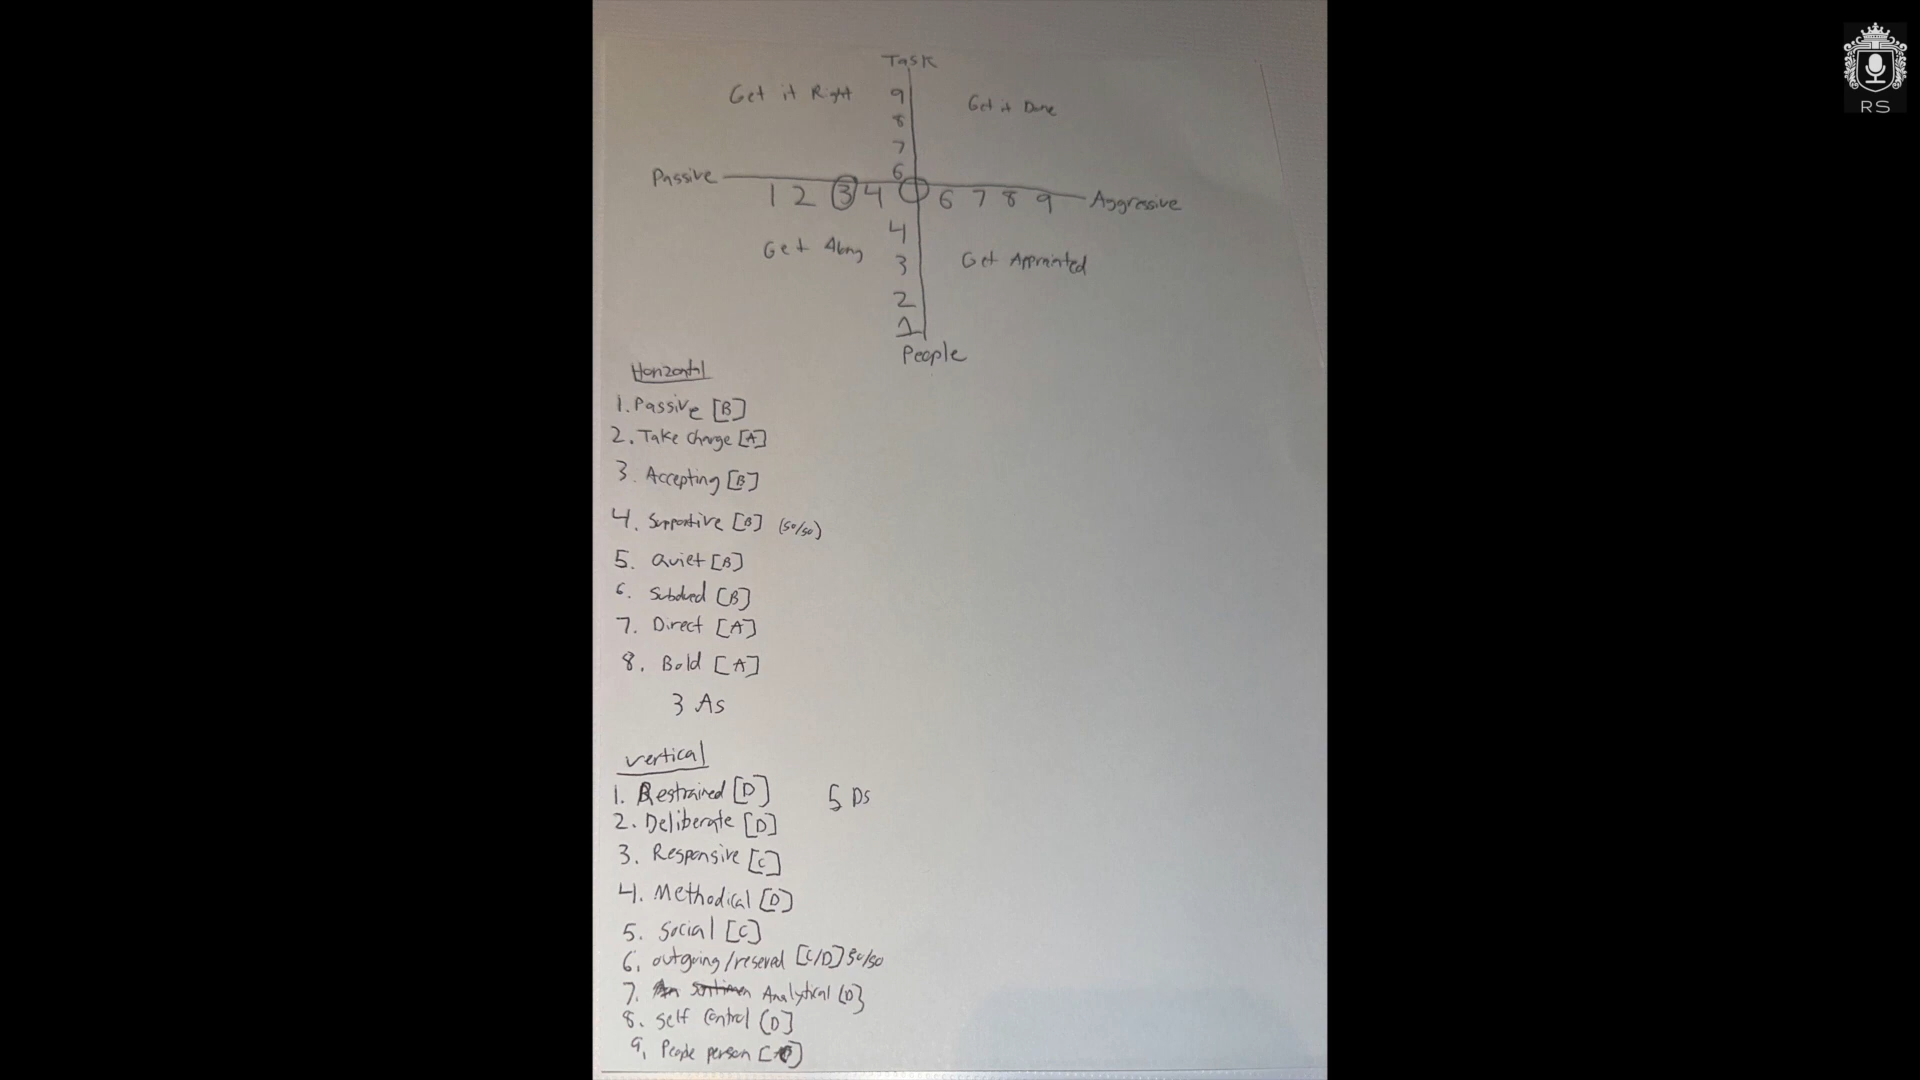 Task
Get it Right 9 Get it Done
8
7
6
Passive 1 2 3 4 6 7 8 9 Aggressive
4
Get Along 3 Get Apprainted
2
1
People
Horizontal
1. Passive [B]
2. Take charge [A]
3. Accepting [B]
4. Supportive [B] (50/50)
5. Quiet [B]
6. Subdued [B]
7. Direct [A]
8. Bold [A]
3 As
vertical
1. Restrained [D] 5 Ds
2. Deliberate [D]
3. Responsive [C]
4. Methodical [D]
5. Social [C]
6. outgoing/reserved [C/D] 50/50
7. Analytical [D]
8. Self Control [D]
9. People person
RS